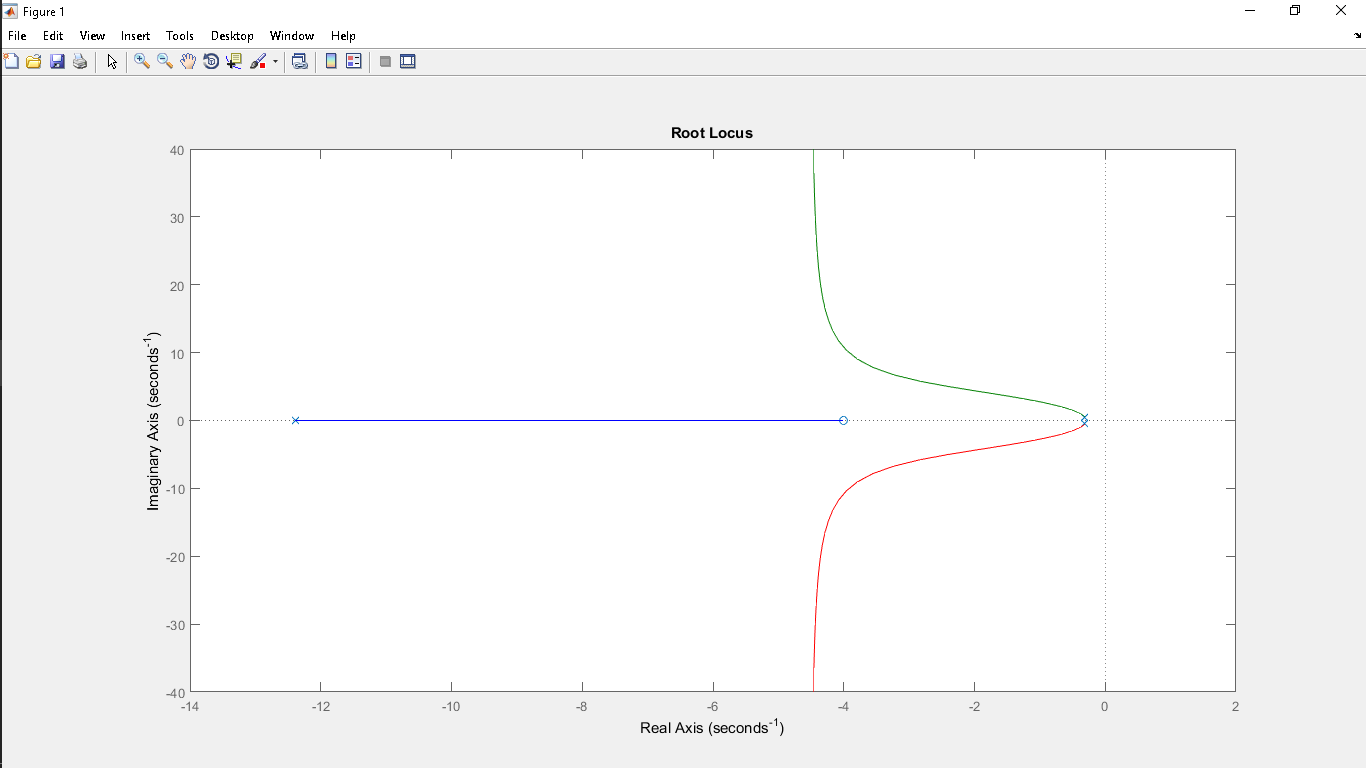 Figure 1
File Edit View Insert Tools Desktop Window Help
Root Locus
40
30
20
10
0
-10
-20
-30
-40
Imaginary Axis (seconds⁻¹)
-14 -12 -10 -8 -6 -4 -2 0 2
Real Axis (seconds⁻¹)